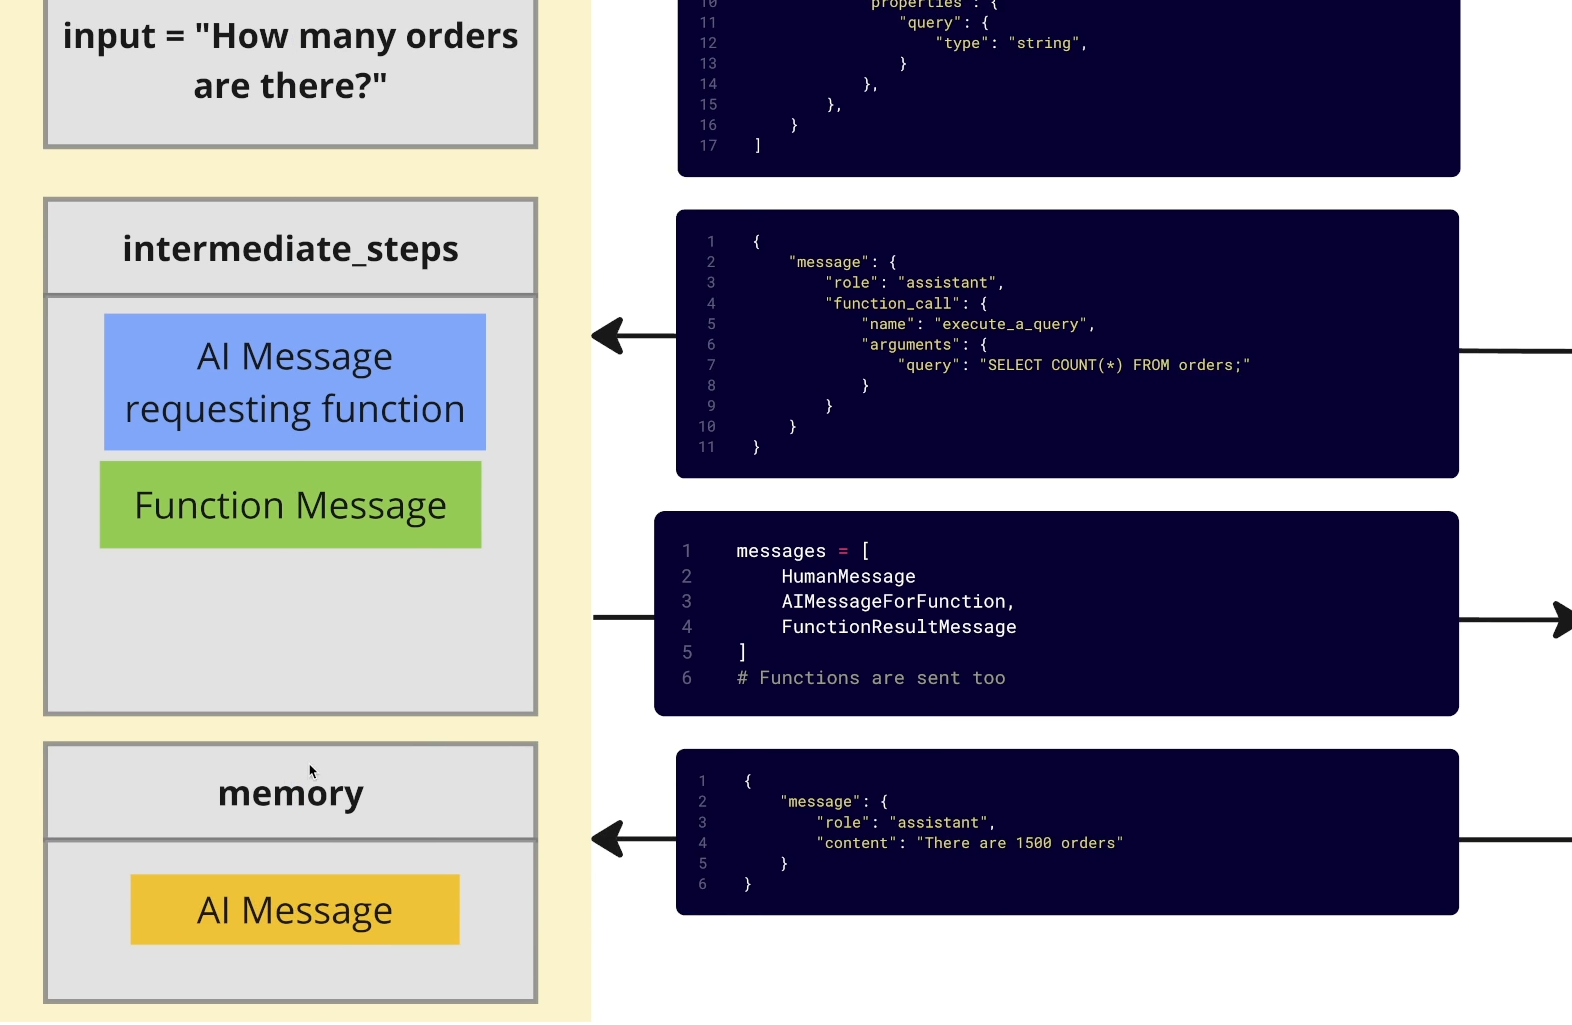 input = "How many orders
are there?"
intermediate_steps
AI Message
requesting function
Function Message
memory
AI Message
10 properties": {
11 "query": {
12 "type": "string",
13 }
14 },
15 },
16 }
17 ]
1 {
2 "message": {
3 "role": "assistant",
4 "function_call": {
5 "name": "execute_a_query",
6 "arguments": {
7 "query": "SELECT COUNT(*) FROM orders;"
8 }
9 }
10 }
11 }
1 messages = [
2 HumanMessage
3 AIMessageForFunction,
4 FunctionResultMessage
5 ]
6 # Functions are sent too
1 {
2 "message": {
3 "role": "assistant",
4 "content": "There are 1500 orders"
5 }
6 }